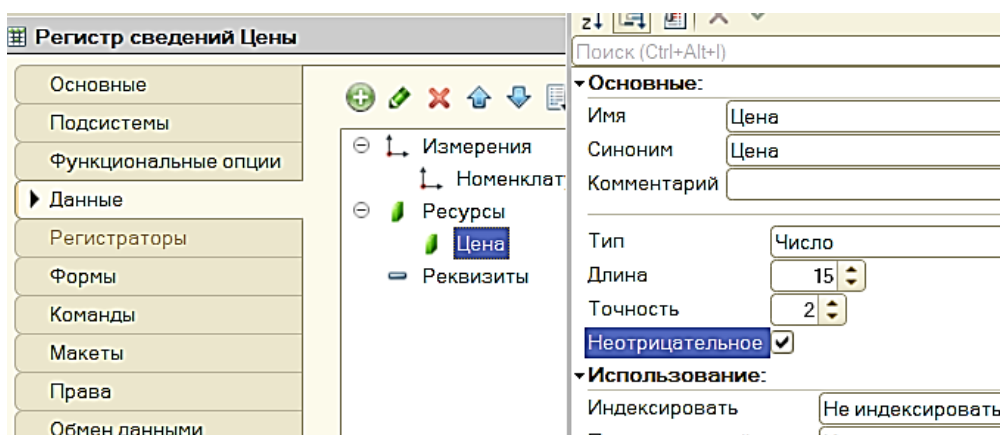 Регистр сведений Цены
Основные
Подсистемы
Функциональные опции
Данные
Регистраторы
Формы
Команды
Макеты
Права
Обмен данными
Измерения
Номенклат
Ресурсы
Цена
Реквизиты
Поиск (Ctrl+Alt+I)
Основные:
Имя Цена
Синоним Цена
Комментарий
Тип Число
Длина 15
Точность 2
Неотрицательное
Использование:
Индексировать Не индексировать